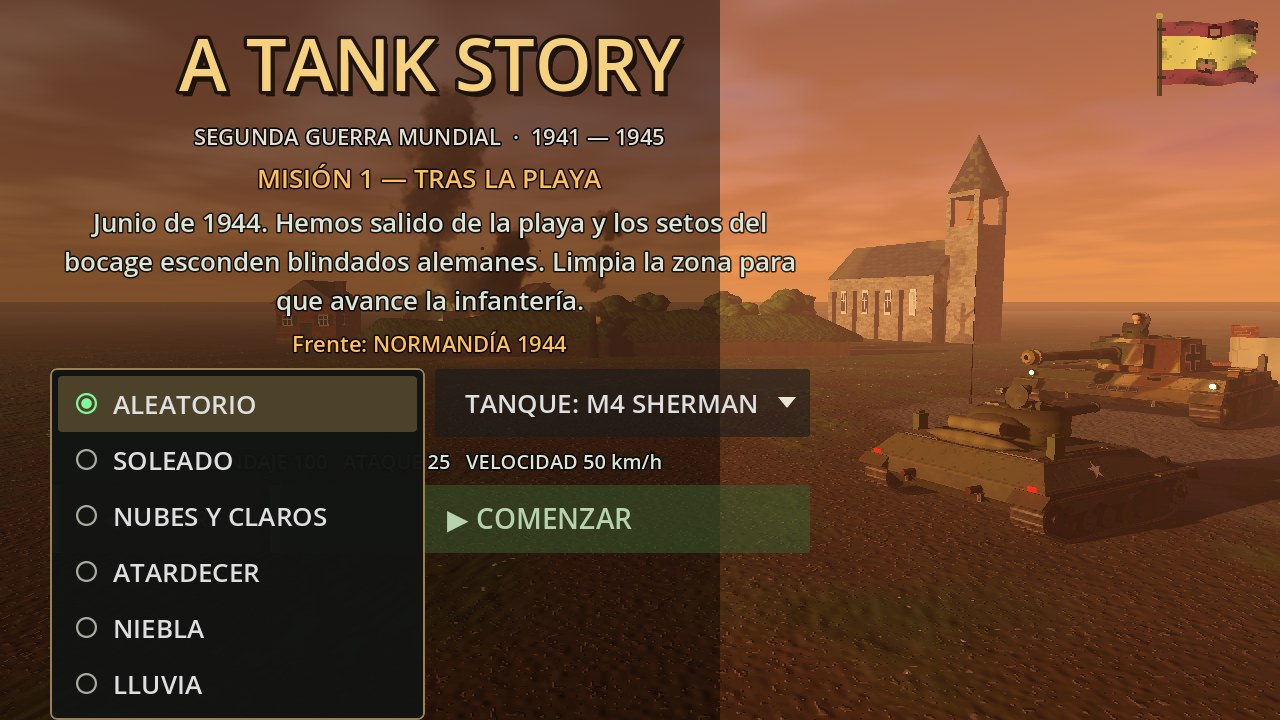 A TANK STORY
SEGUNDA GUERRA MUNDIAL · 1941 — 1945
MISIÓN 1 — TRAS LA PLAYA
Junio de 1944. Hemos salido de la playa y los setos del
bocage esconden blindados alemanes. Limpia la zona para
que avance la infantería.
Frente: NORMANDÍA 1944
ALEATORIO
TANQUE: M4 SHERMAN
SOLEADO
25 VELOCIDAD 50 km/h
NUBES Y CLAROS
▶ COMENZAR
ATARDECER
NIEBLA
LLUVIA